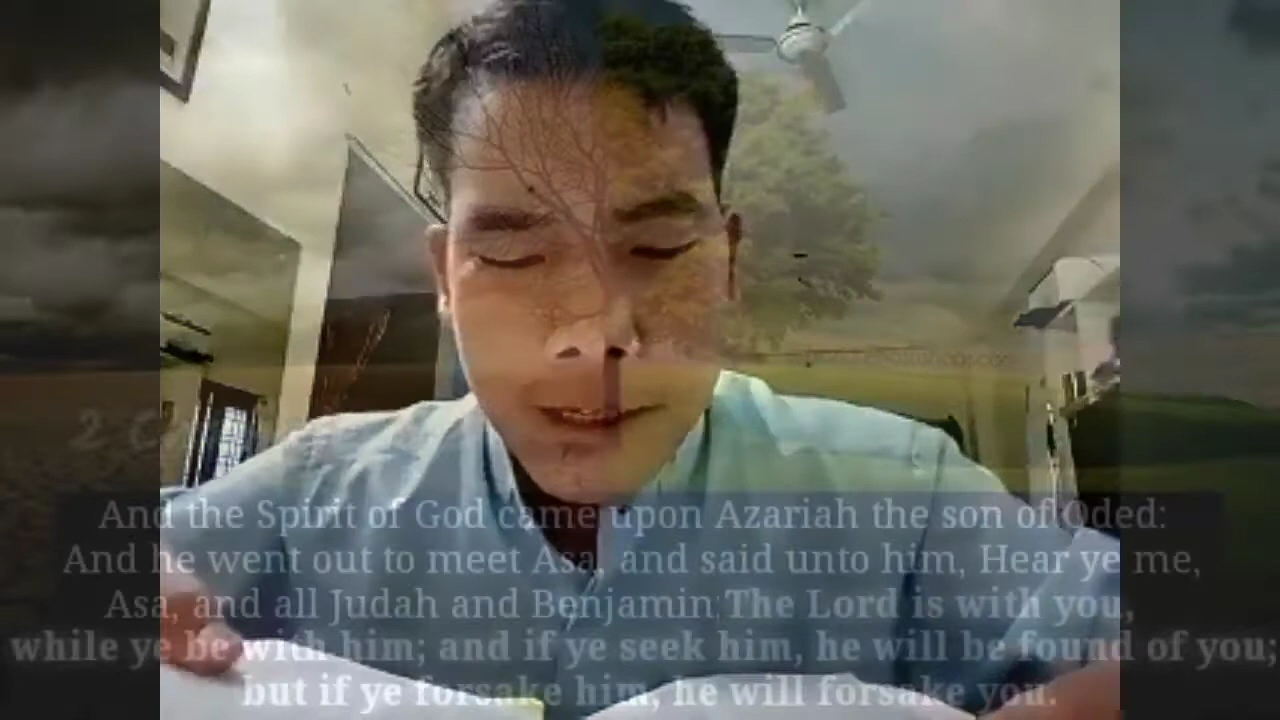 And the Spirit of God came upon Azariah the son of Oded:
And he went out to meet Asa, and said unto him, Hear ye me,
Asa, and all Judah and Benjamin;The Lord is with you,
while ye be with him; and if ye seek him, he will be found of you;
but if ye forsake him, he will forsake you.